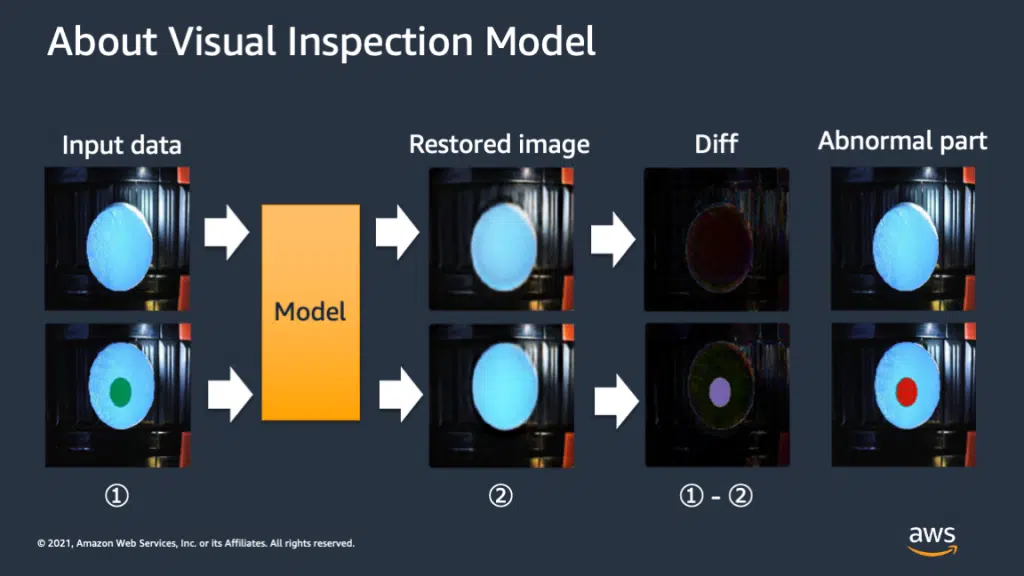 About Visual Inspection Model
Input data
Restored image
Diff
Abnormal part
Model
①
②
① - ②
© 2021, Amazon Web Services, Inc. or its Affiliates. All rights reserved.
aws